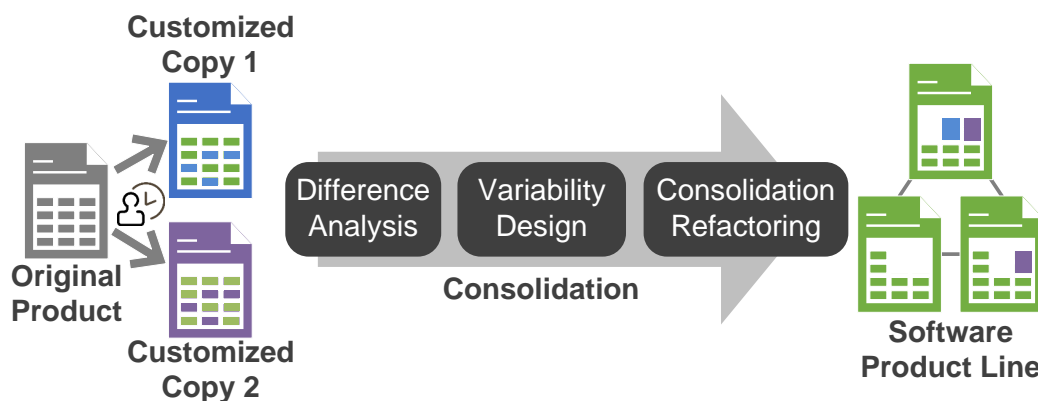 Customized
Copy 1
Original
Product
Customized
Copy 2
Difference
Analysis
Variability
Design
Consolidation
Refactoring
Consolidation
Software
Product Line